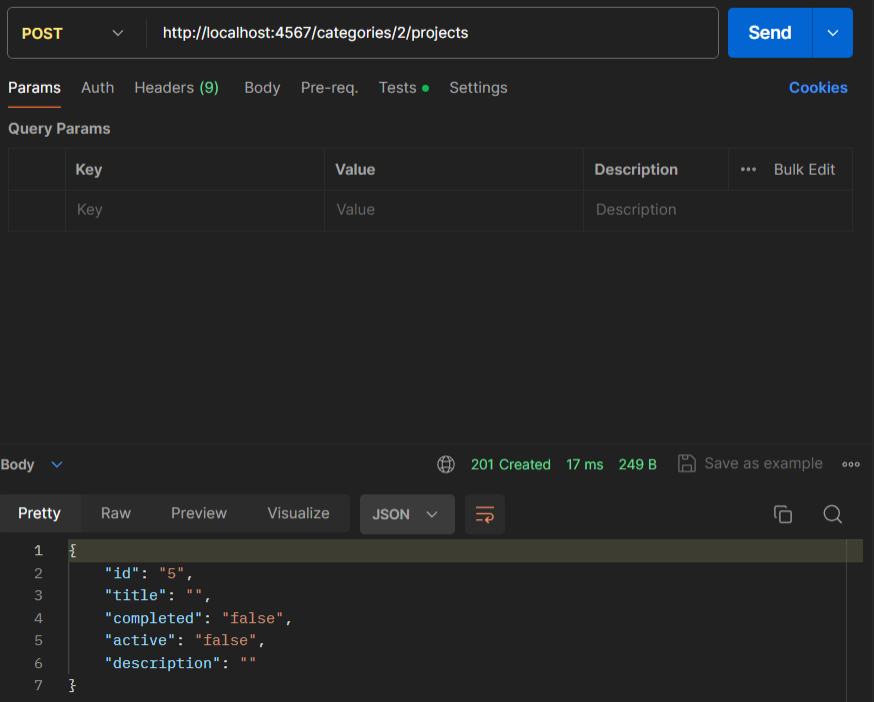 POST http://localhost:4567/categories/2/projects Send
Params Auth Headers (9) Body Pre-req. Tests Settings Cookies
Query Params
Key Value Description ••• Bulk Edit
Key Value Description
Body 201 Created 17 ms 249 B Save as example
Pretty Raw Preview Visualize JSON
1 {
2 "id": "5",
3 "title": "",
4 "completed": "false",
5 "active": "false",
6 "description": ""
7 }